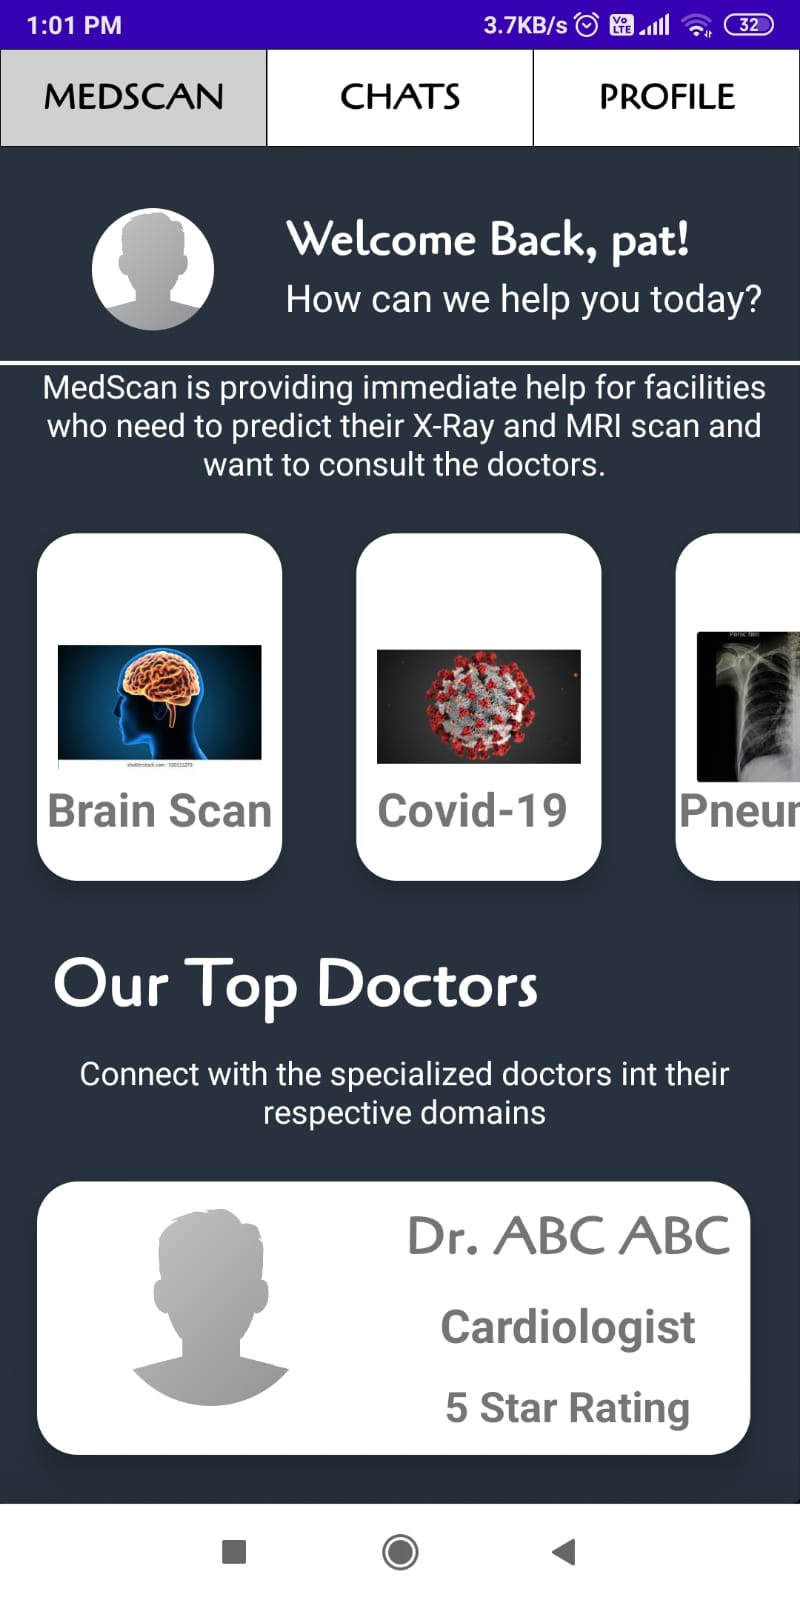 1:01 PM
3.7KB/s
Vo LTE
32
MEDSCAN
CHATS
PROFILE
Welcome Back, pat!
How can we help you today?
MedScan is providing immediate help for facilities
who need to predict their X-Ray and MRI scan and
want to consult the doctors.
Brain Scan
Covid-19
Pneu
Our Top Doctors
Connect with the specialized doctors int their
respective domains
Dr. ABC ABC
Cardiologist
5 Star Rating